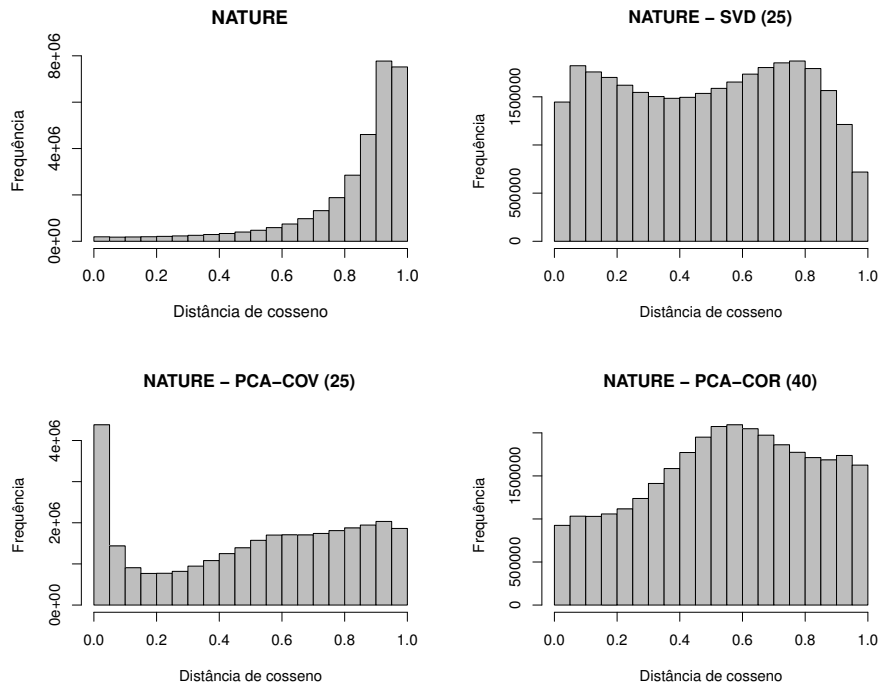 NATURE
Frequência
0e+00
4e+06
8e+06
0.0 0.2 0.4 0.6 0.8 1.0
Distância de cosseno
NATURE − SVD (25)
Frequência
0
500000
1500000
0.0 0.2 0.4 0.6 0.8 1.0
Distância de cosseno
NATURE − PCA−COV (25)
Frequência
0e+00
2e+06
4e+06
0.0 0.2 0.4 0.6 0.8 1.0
Distância de cosseno
NATURE − PCA−COR (40)
Frequência
0
500000
1500000
0.0 0.2 0.4 0.6 0.8 1.0
Distância de cosseno